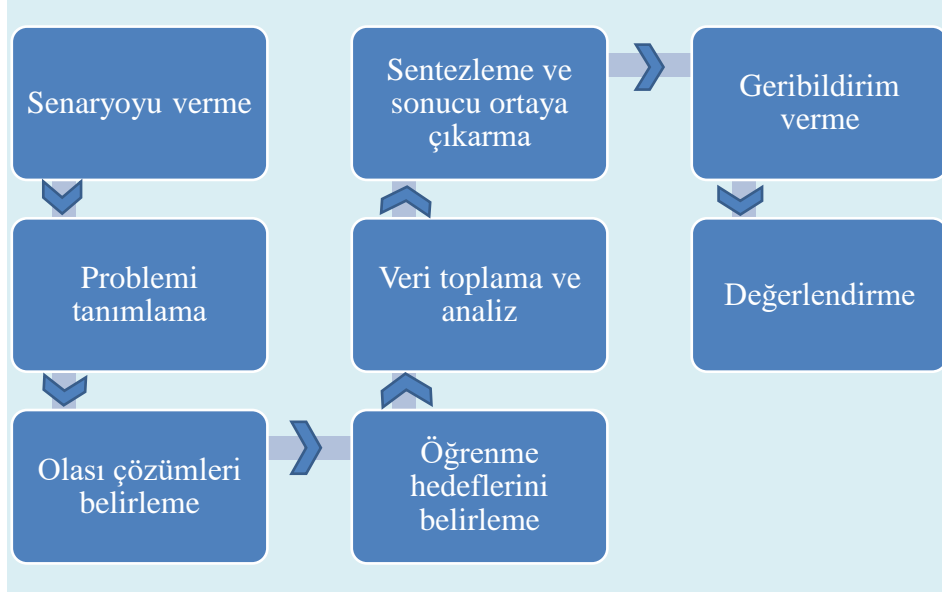 Senaryoyu verme
Problemi
tanımlama
Olası çözümleri
belirleme
Öğrenme
hedeflerini
belirleme
Veri toplama ve
analiz
Sentezleme ve
sonucu ortaya
çıkarma
Geribildirim
verme
Değerlendirme